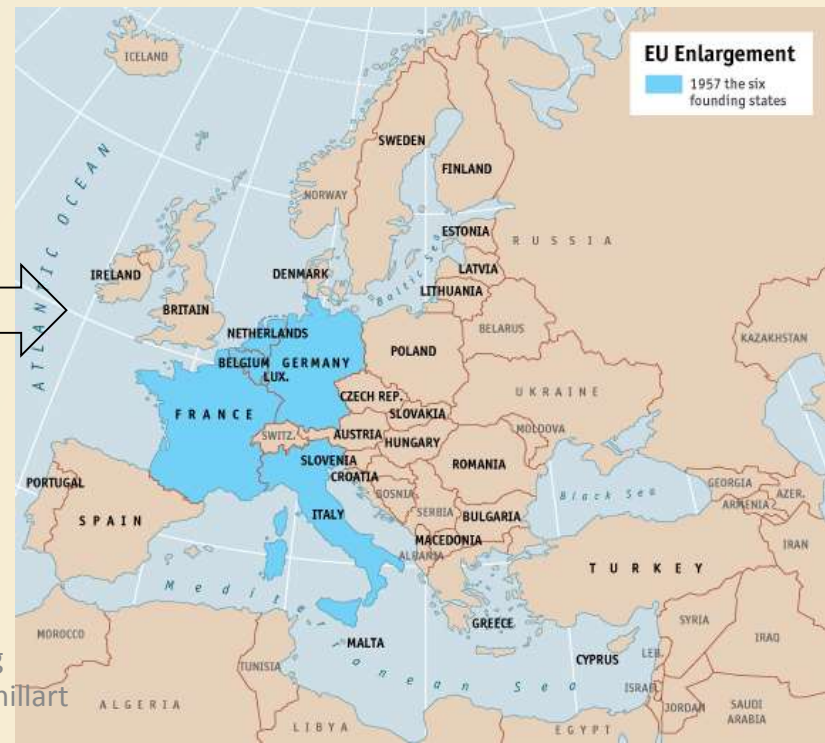 EU Enlargement
1957 the six
founding states
ICELAND
SWEDEN
FINLAND
NORWAY
ATLANTIC OCEAN
ESTONIA
RUSSIA
LATVIA
LITHUANIA
Baltic Sea
IRELAND
DENMARK
BRITAIN
BELARUS
KAZAKHSTAN
NETHERLANDS
BELGIUM
GERMANY
POLAND
LUX.
CZECH REP.
UKRAINE
SLOVAKIA
FRANCE
MOLDOVA
SWITZ.
AUSTRIA
HUNGARY
SLOVENIA
ROMANIA
CROATIA
PORTUGAL
SPAIN
BOSNIA
SERBIA
Black Sea
GEORGIA
ARMENIA
AZER.
ITALY
BULGARIA
MACEDONIA
ALBANIA
TURKEY
IRAN
Mediterranean Sea
GREECE
SYRIA
MOROCCO
MALTA
CYPRUS
LEB.
IRAQ
TUNISIA
ISRAEL
ALGERIA
JORDAN
SAUDI
ARABIA
LIBYA
EGYPT
g
hillart